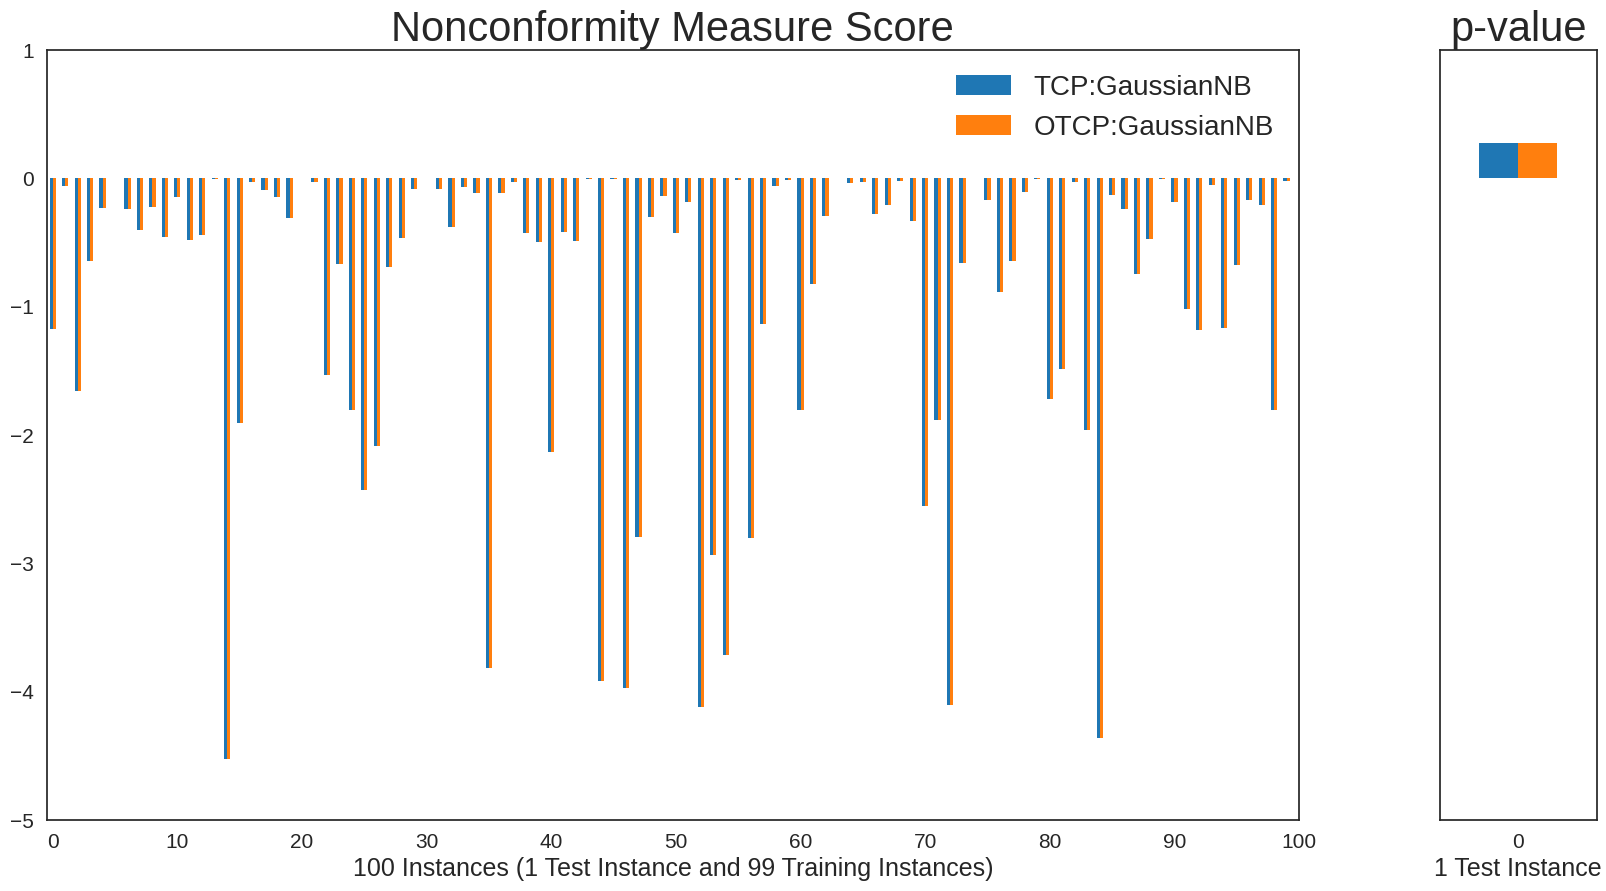 Nonconformity Measure Score
p-value
TCP:GaussianNB
OTCP:GaussianNB
1
0
−1
−2
−3
−4
−5
0 10 20 30 40 50 60 70 80 90 100
0
100 Instances (1 Test Instance and 99 Training Instances)
1 Test Instance